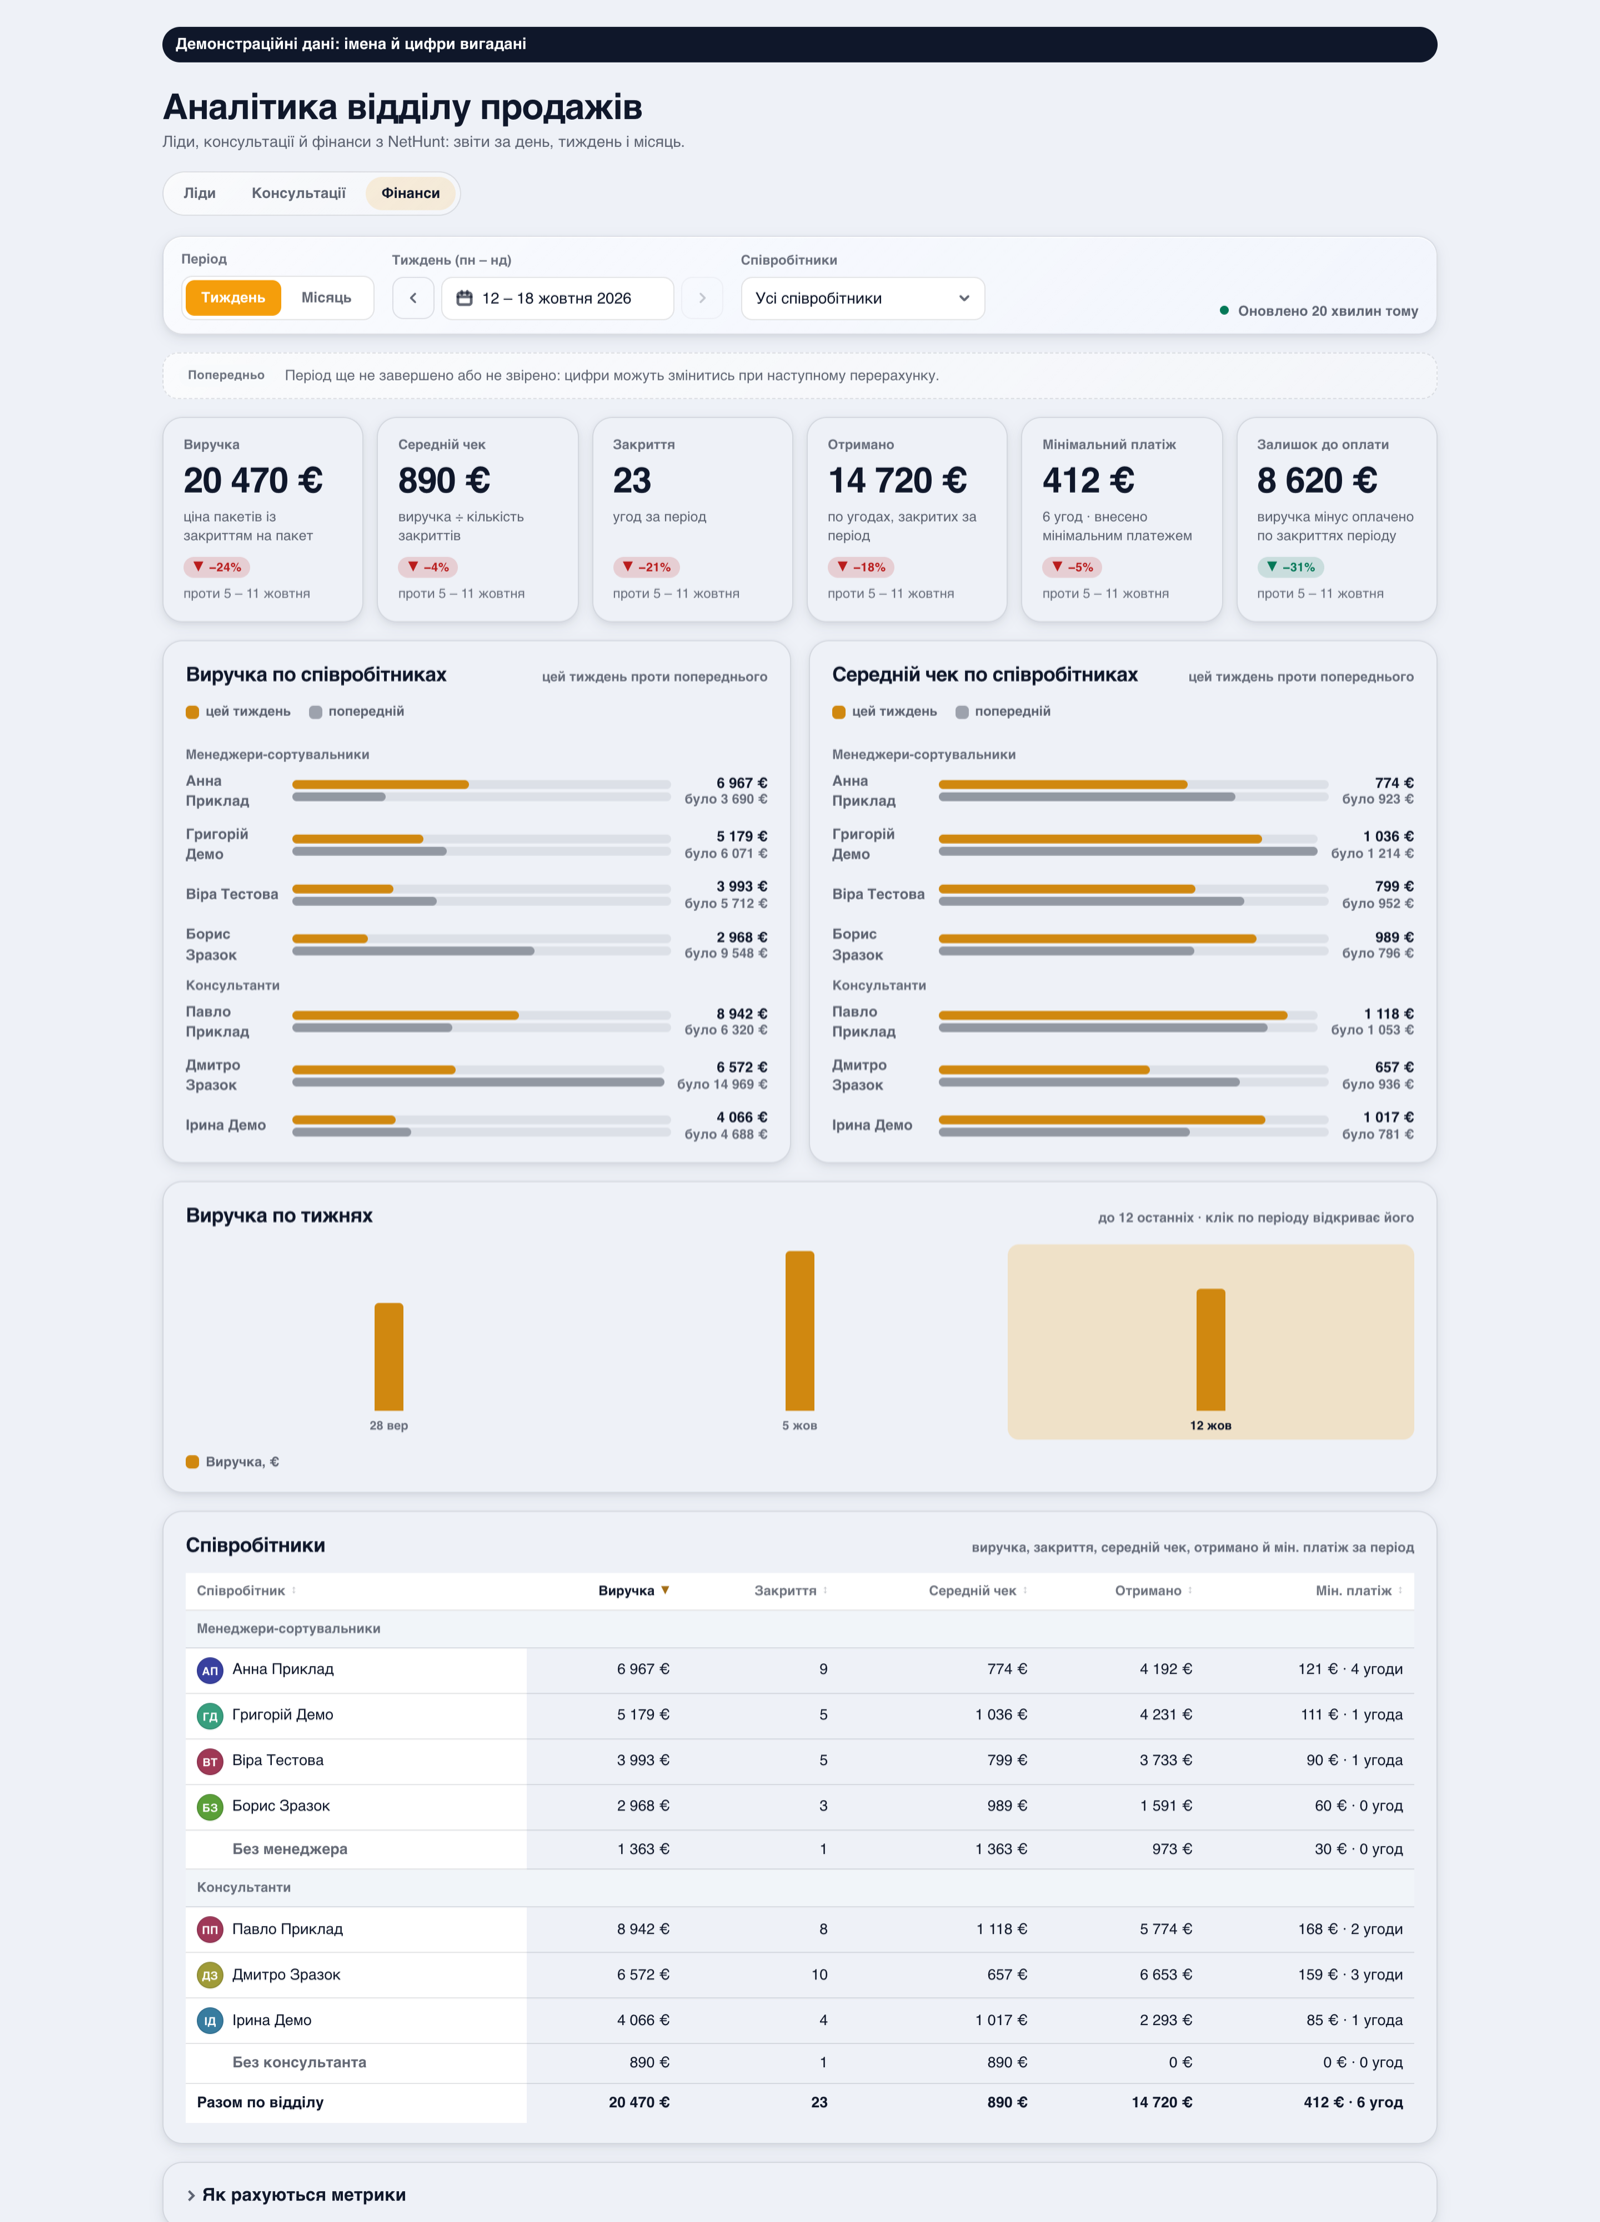 Демонстраційні дані: імена й цифри вигадані
Аналітика відділу продажів
Ліди, консультації й фінанси з NetHunt: звіти за день, тиждень і місяць.
Ліди Консультації Фінанси
Період Тиждень (пн – нд) Співробітники
Тиждень Місяць 12 – 18 жовтня 2026 Усі співробітники
Оновлено 20 хвилин тому
Попередньо Період ще не завершено або не звірено: цифри можуть змінитись при наступному перерахунку.
Виручка
20 470 €
ціна пакетів із
закриттям на пакет
▼ –24%
проти 5 – 11 жовтня
Середній чек
890 €
виручка ÷ кількість
закриттів
▼ –4%
проти 5 – 11 жовтня
Закриття
23
угод за період
▼ –21%
проти 5 – 11 жовтня
Отримано
14 720 €
по угодах, закритих за
період
▼ –18%
проти 5 – 11 жовтня
Мінімальний платіж
412 €
6 угод · внесено
мінімальним платежем
▼ –5%
проти 5 – 11 жовтня
Залишок до оплати
8 620 €
виручка мінус оплачено
по закриттях періоду
▼ –31%
проти 5 – 11 жовтня
Виручка по співробітниках цей тиждень проти попереднього
цей тиждень попередній
Менеджери-сортувальники
Анна
Приклад
6 967 €
було 3 690 €
Григорій
Демо
5 179 €
було 6 071 €
Віра Тестова
3 993 €
було 5 712 €
Борис
Зразок
2 968 €
було 9 548 €
Консультанти
Павло
Приклад
8 942 €
було 6 320 €
Дмитро
Зразок
6 572 €
було 14 969 €
Ірина Демо
4 066 €
було 4 688 €
Середній чек по співробітниках цей тиждень проти попереднього
цей тиждень попередній
Менеджери-сортувальники
Анна
Приклад
774 €
було 923 €
Григорій
Демо
1 036 €
було 1 214 €
Віра Тестова
799 €
було 952 €
Борис
Зразок
989 €
було 796 €
Консультанти
Павло
Приклад
1 118 €
було 1 053 €
Дмитро
Зразок
657 €
було 936 €
Ірина Демо
1 017 €
було 781 €
Виручка по тижнях до 12 останніх · клік по періоду відкриває його
28 вер 5 жов 12 жов
Виручка, €
Співробітники виручка, закриття, середній чек, отримано й мін. платіж за період
Співробітник Виручка ▼ Закриття Середній чек Отримано Мін. платіж
Менеджери-сортувальники
АП Анна Приклад 6 967 € 9 774 € 4 192 € 121 € · 4 угоди
ГД Григорій Демо 5 179 € 5 1 036 € 4 231 € 111 € · 1 угода
ВТ Віра Тестова 3 993 € 5 799 € 3 733 € 90 € · 1 угода
БЗ Борис Зразок 2 968 € 3 989 € 1 591 € 60 € · 0 угод
Без менеджера 1 363 € 1 1 363 € 973 € 30 € · 0 угод
Консультанти
ПП Павло Приклад 8 942 € 8 1 118 € 5 774 € 168 € · 2 угоди
ДЗ Дмитро Зразок 6 572 € 10 657 € 6 653 € 159 € · 3 угоди
ІД Ірина Демо 4 066 € 4 1 017 € 2 293 € 85 € · 1 угода
Без консультанта 890 € 1 890 € 0 € 0 € · 0 угод
Разом по відділу 20 470 € 23 890 € 14 720 € 412 € · 6 угод
Як рахуються метрики